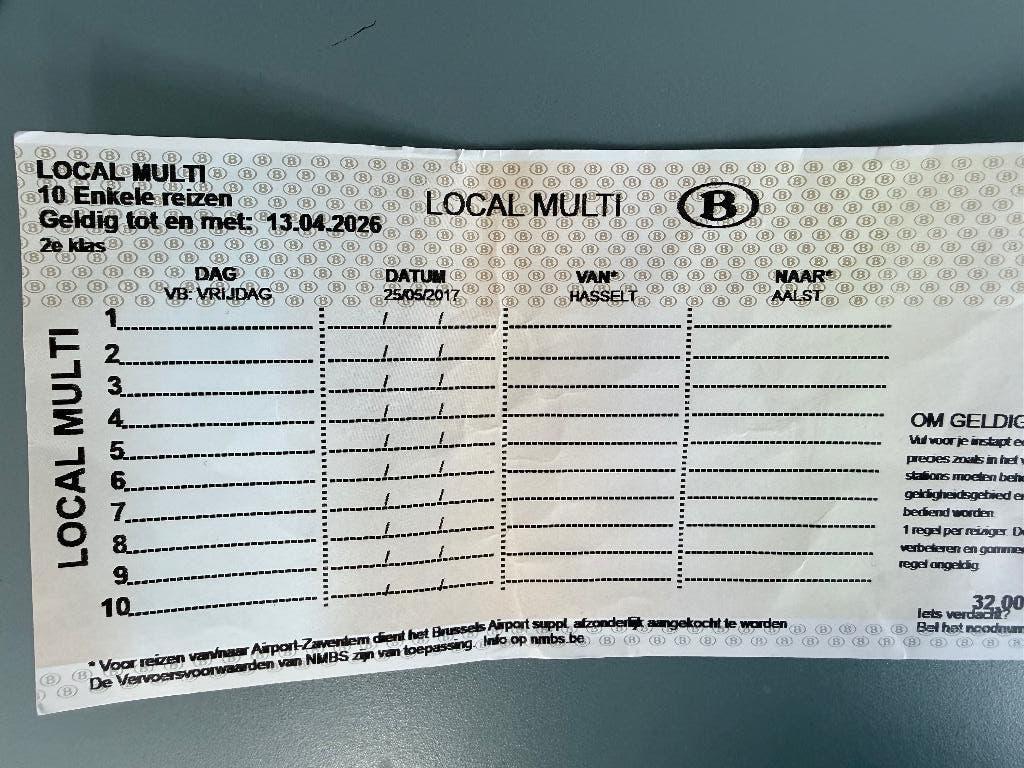 LOCAL MULTI
10 Enkele reizen
Geldig tot en met: 13.04.2026
2e klas
LOCAL MULTI B
DAG DATUM VAN* NAAR*
VB: VRIJDAG 25/05/2017 HASSELT AALST
LOCAL MULTI
1 / /
2 / /
3 / /
4 / /
5 / /
6 / /
7 / /
8 / /
9 / /
10 / /
OM GELDIG
Vul voor je instapt e
precies zoals in het v
stations moeten beh
geldigheidsgebied en
bediend worden.
1 regel per reiziger. D
verbeteren en gomme
regel ongeldig.
32,00
Iets verdacht?
Bel het noodnum
* Voor reizen van/naar Airport-Zaventem dient het Brussels Airport suppl. afzonderlijk aangekocht te worden
De Vervoersvoorwaarden van NMBS zijn van toepassing. Info op nmbs.be